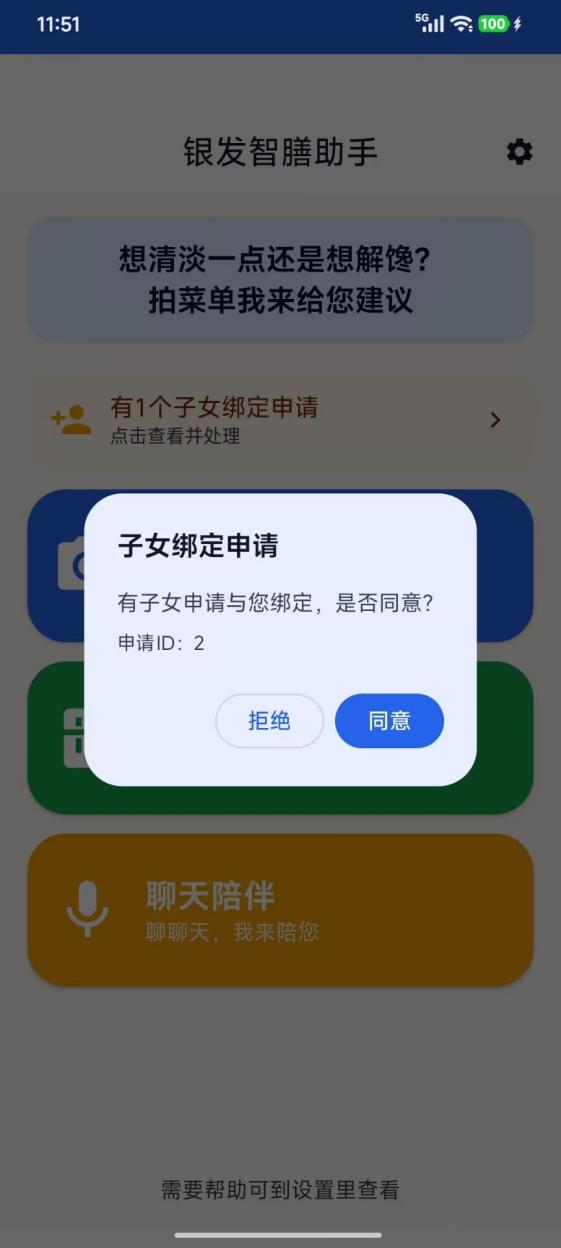 11:51
5G
100
银发智膳助手
想清淡一点还是想解馋？
拍菜单我来给您建议
有1个子女绑定申请
点击查看并处理
子女绑定申请
有子女申请与您绑定，是否同意？
申请ID：2
拒绝
同意
聊天陪伴
聊聊天，我来陪您
需要帮助可到设置里查看